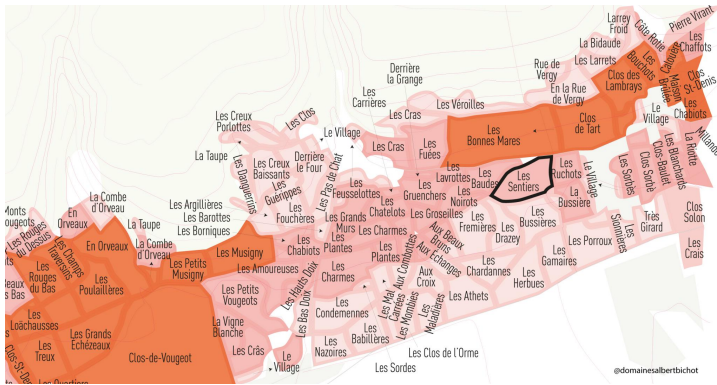 Larrey
Froid
Côte Rotie
Pierre Virant
La Bidaude
Les Larrets
Les
Bouchots
Calouère
Les
Chaffots
Maison
Brûlée
Clos
St-Denis
Rue de
Vergy
En la Rue
de Vergy
Clos des
Lambrays
Derrière
la Grange
Les
Carrières
Les Véroilles
Les Cras
Le
Village
Les
Chabiots
Les
Bonnes Mares
Clos
de Tart
Les Creux
Porlottes
Les Clos
Le Village
Les Cras
Les
Fuées
La Riotte
Les Blanchards
Clos-Baulet
Clos Sorbè
Les Sorbès
La Taupe
Les Danguerrins
Les Creux
Baissants
Derrière
le Four
Les Pas de Chat
Les
Guérippes
Les
Feusselottes
Les
Lavrottes
Les
Gruenchers
Les
Baudes
Les
Noirots
Les
Sentiers
Les
Ruchots
Le Village
La
Bussière
La Combe
d'Orveau
Les Argillières
Les Barottes
Les Borniques
Les
Fouchères
Les
Chatelots
Les Grands
Murs
Les Charmes
Les Groseilles
Les
Fremières
Les
Drazey
Les
Bussières
Les
Sionnières
Très
Girard
Clos
Solon
Les
Crais
En
Orveaux
La Taupe
La Combe
d'Orveau
Les Rouges
du Dessus
Les Champs
Traversins
En Orveaux
Les Petits
Musigny
Les Musigny
Les Amoureuses
Les
Chabiots
Les
Plantes
Les
Charmes
Les
Plantes
Aux Beaux
Bruns
Aux Echanges
Aux Combottes
Les Porroux
Les
Gamaires
Les
Rouges
du Bas
Les
Poulaillères
Les Petits
Vougeots
Les Hauts Doix
Les Bas Doix
Les Mal
Carrées
Aux
Croix
Les
Chardannes
Les
Herbues
Les
Condemennes
Les Mombies
Les
Maladières
Les Athets
Les
Loächausses
La Vigne
Blanche
Les Crâs
Le
Village
Les
Nazoires
Les
Babillères
Les Clos de l'Orme
Les Sordes
Les
Treux
Les Grands
Échézeaux
Clos-de-Vougeot
@domainesalbertbichot